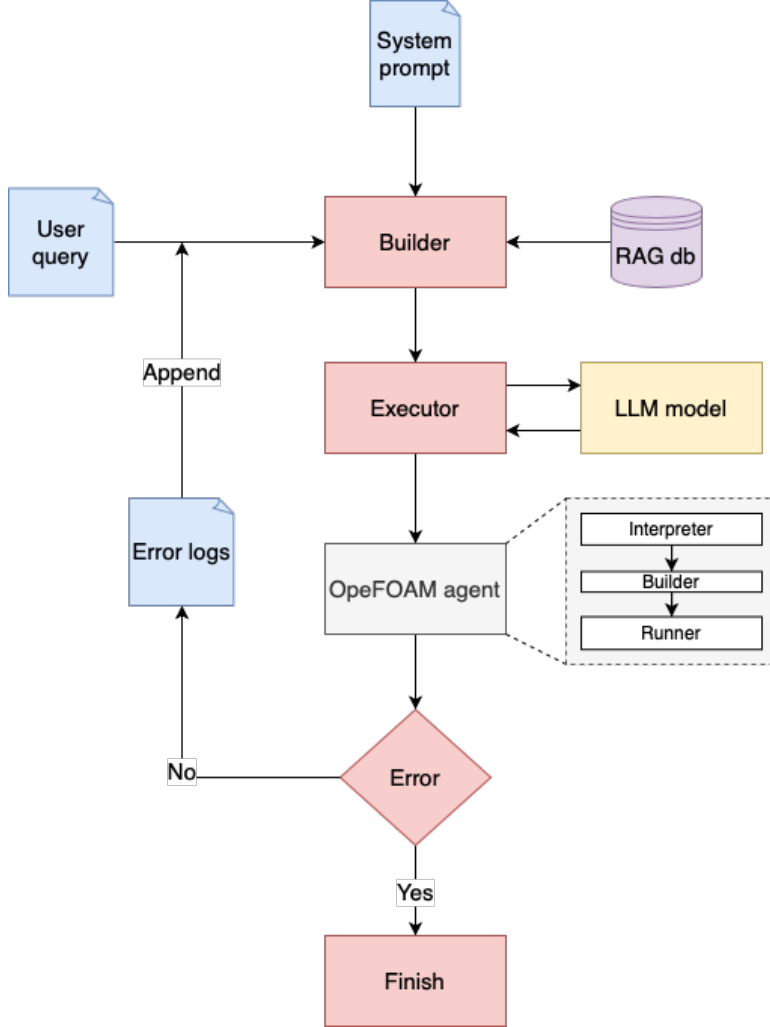 System
prompt
User
query
Builder
RAG db
Append
Executor
LLM model
Error logs
OpeFOAM agent
Interpreter
Builder
Runner
No
Error
Yes
Finish